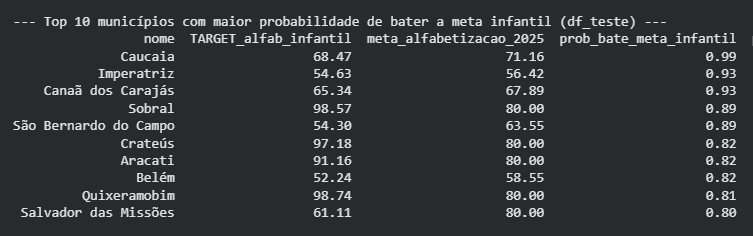 --- Top 10 municípios com maior probabilidade de bater a meta infantil (df_teste) ---
nome TARGET_alfab_infantil meta_alfabetizacao_2025 prob_bate_meta_infantil
Caucaia 68.47 71.16 0.99
Imperatriz 54.63 56.42 0.93
Canaã dos Carajás 65.34 67.89 0.93
Sobral 98.57 80.00 0.89
São Bernardo do Campo 54.30 63.55 0.89
Crateús 97.18 80.00 0.82
Aracati 91.16 80.00 0.82
Belém 52.24 58.55 0.82
Quixeramobim 98.74 80.00 0.81
Salvador das Missões 61.11 80.00 0.80